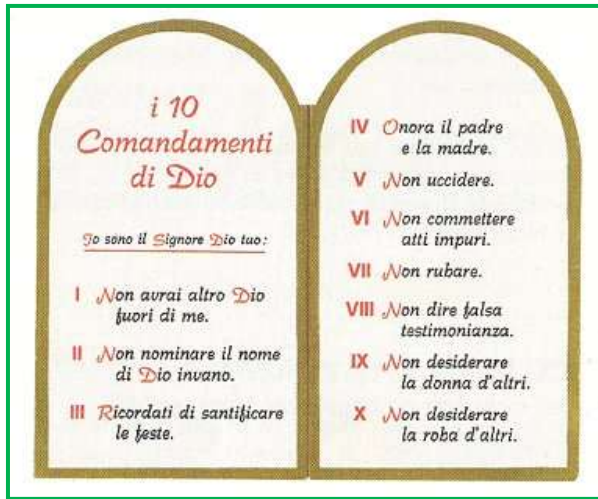 i 10
Comandamenti
di Dio
Io sono il Signore Dio tuo:
I Non avrai altro Dio
fuori di me.
II Non nominare il nome
di Dio invano.
III Ricordati di santificare
le feste.
IV Onora il padre
e la madre.
V Non uccidere.
VI Non commettere
atti impuri.
VII Non rubare.
VIII Non dire falsa
testimonianza.
IX Non desiderare
la donna d'altri.
X Non desiderare
la roba d'altri.